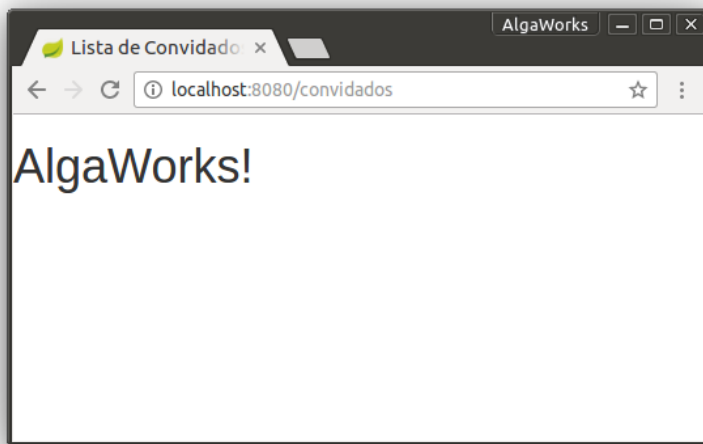 AlgaWorks
Lista de Convidado
localhost:8080/convidados
AlgaWorks!